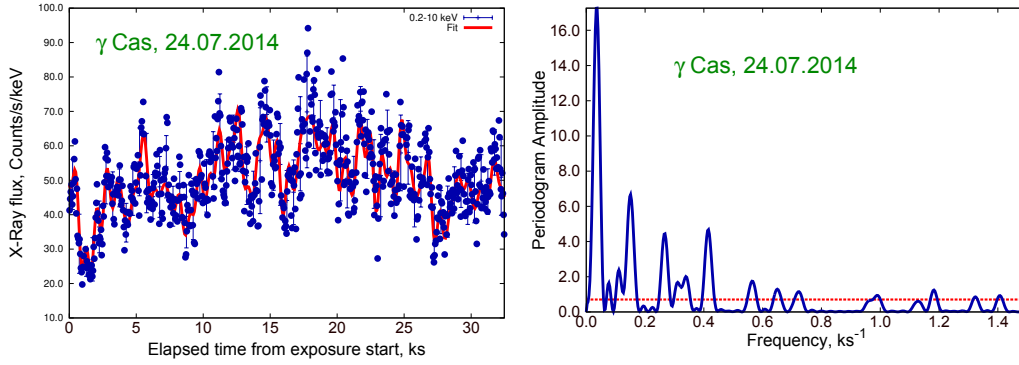 γ Cas, 24.07.2014
0.2-10 keV
Fit
X-Ray flux, Counts/s/keV
100.0
90.0
80.0
70.0
60.0
50.0
40.0
30.0
20.0
10.0
0 5 10 15 20 25 30
Elapsed time from exposure start, ks
γ Cas, 24.07.2014
Periodogram Amplitude
16.0
14.0
12.0
10.0
8.0
6.0
4.0
2.0
0.0
0.0 0.2 0.4 0.6 0.8 1.0 1.2 1.4
Frequency, ks⁻¹